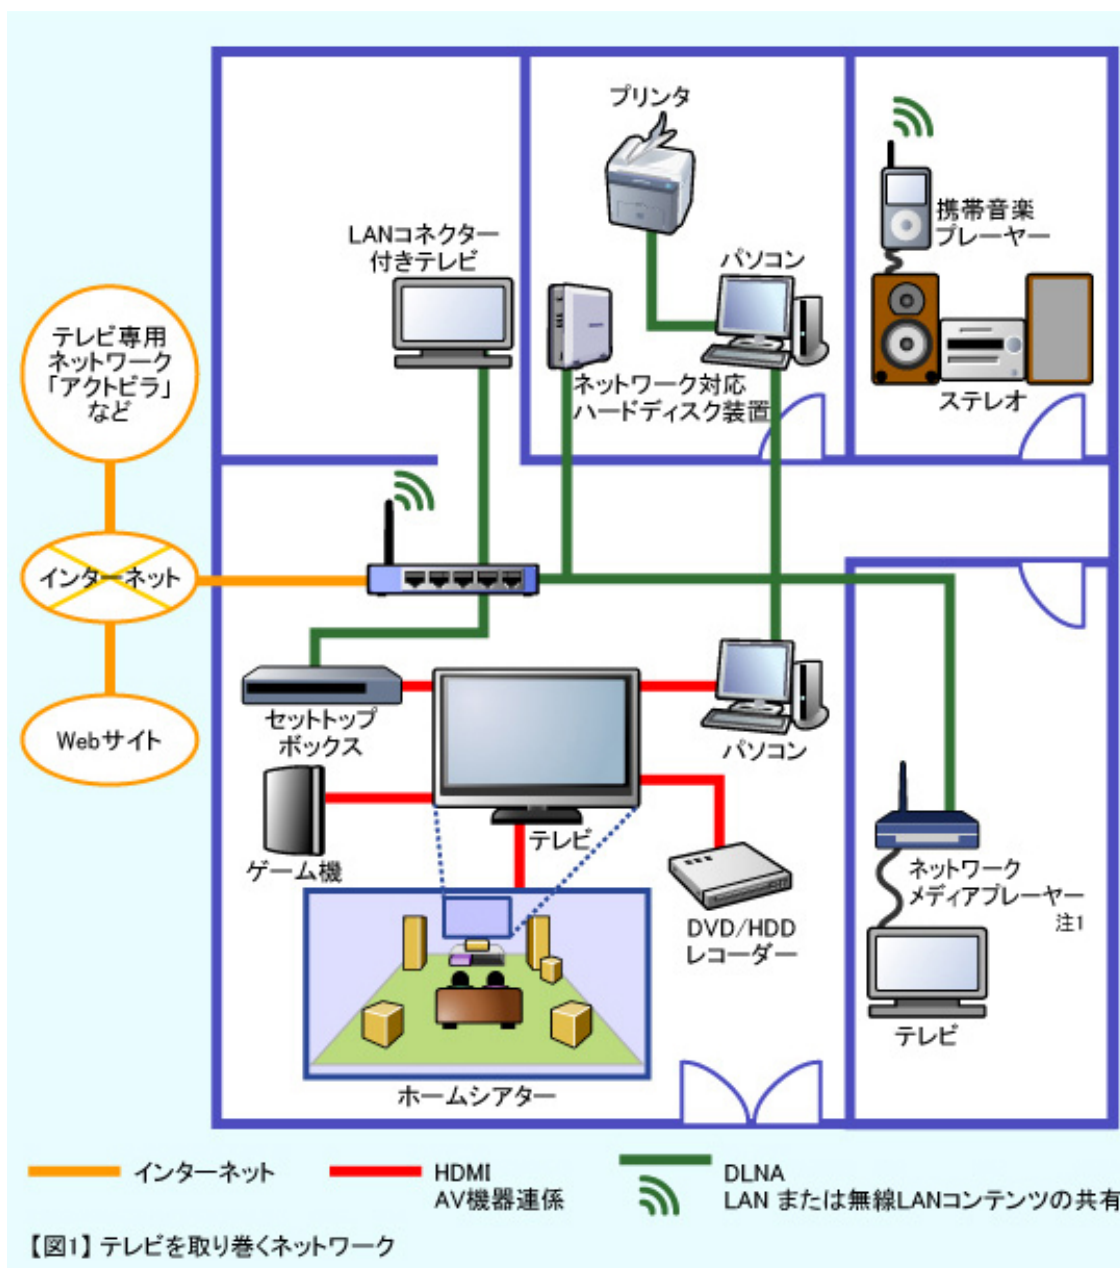 プリンタ
携帯音楽
プレーヤー
LANコネクター
付きテレビ
パソコン
テレビ専用
ネットワーク
「アクトビラ」
など
ネットワーク対応
ハードディスク装置
ステレオ
インターネット
セットトップ
ボックス
Webサイト
パソコン
テレビ
ゲーム機
ネットワーク
メディアプレーヤー
注1
DVD/HDD
レコーダー
テレビ
ホームシアター
インターネット
HDMI
AV機器連係
DLNA
LAN または無線LANコンテンツの共有
【図1】テレビを取り巻くネットワーク